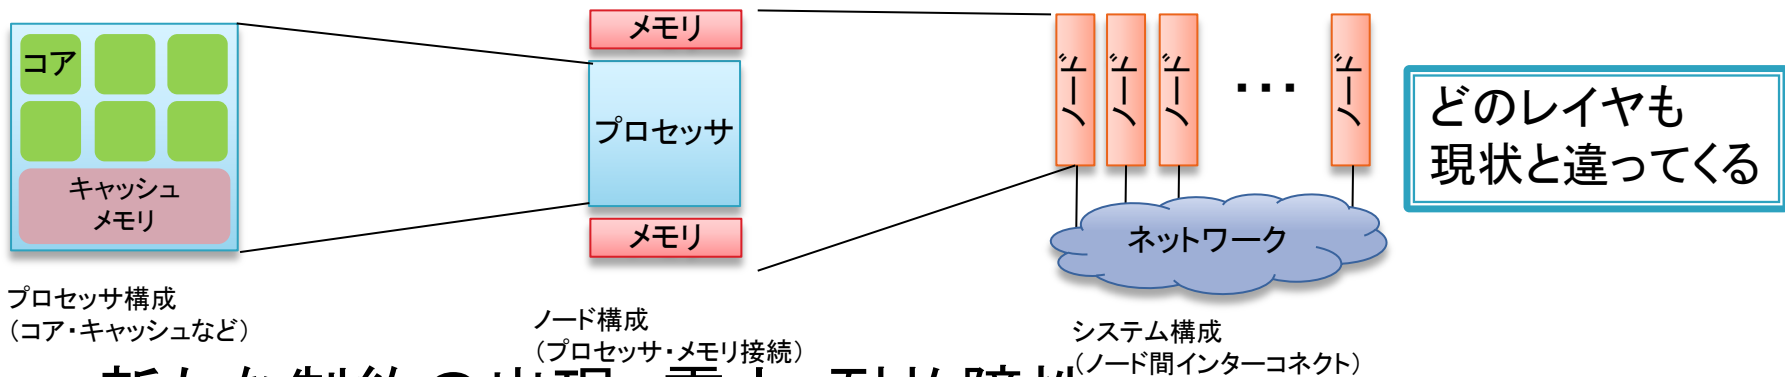 コア
キャッシュ
メモリ
プロセッサ構成
（コア・キャッシュなど）
メモリ
プロセッサ
メモリ
ノード構成
（プロセッサ・メモリ接続）
ノード
ノード
ノード
・・・
ノード
ネットワーク
システム構成
（ノード間インターコネクト）
どのレイヤも
現状と違ってくる